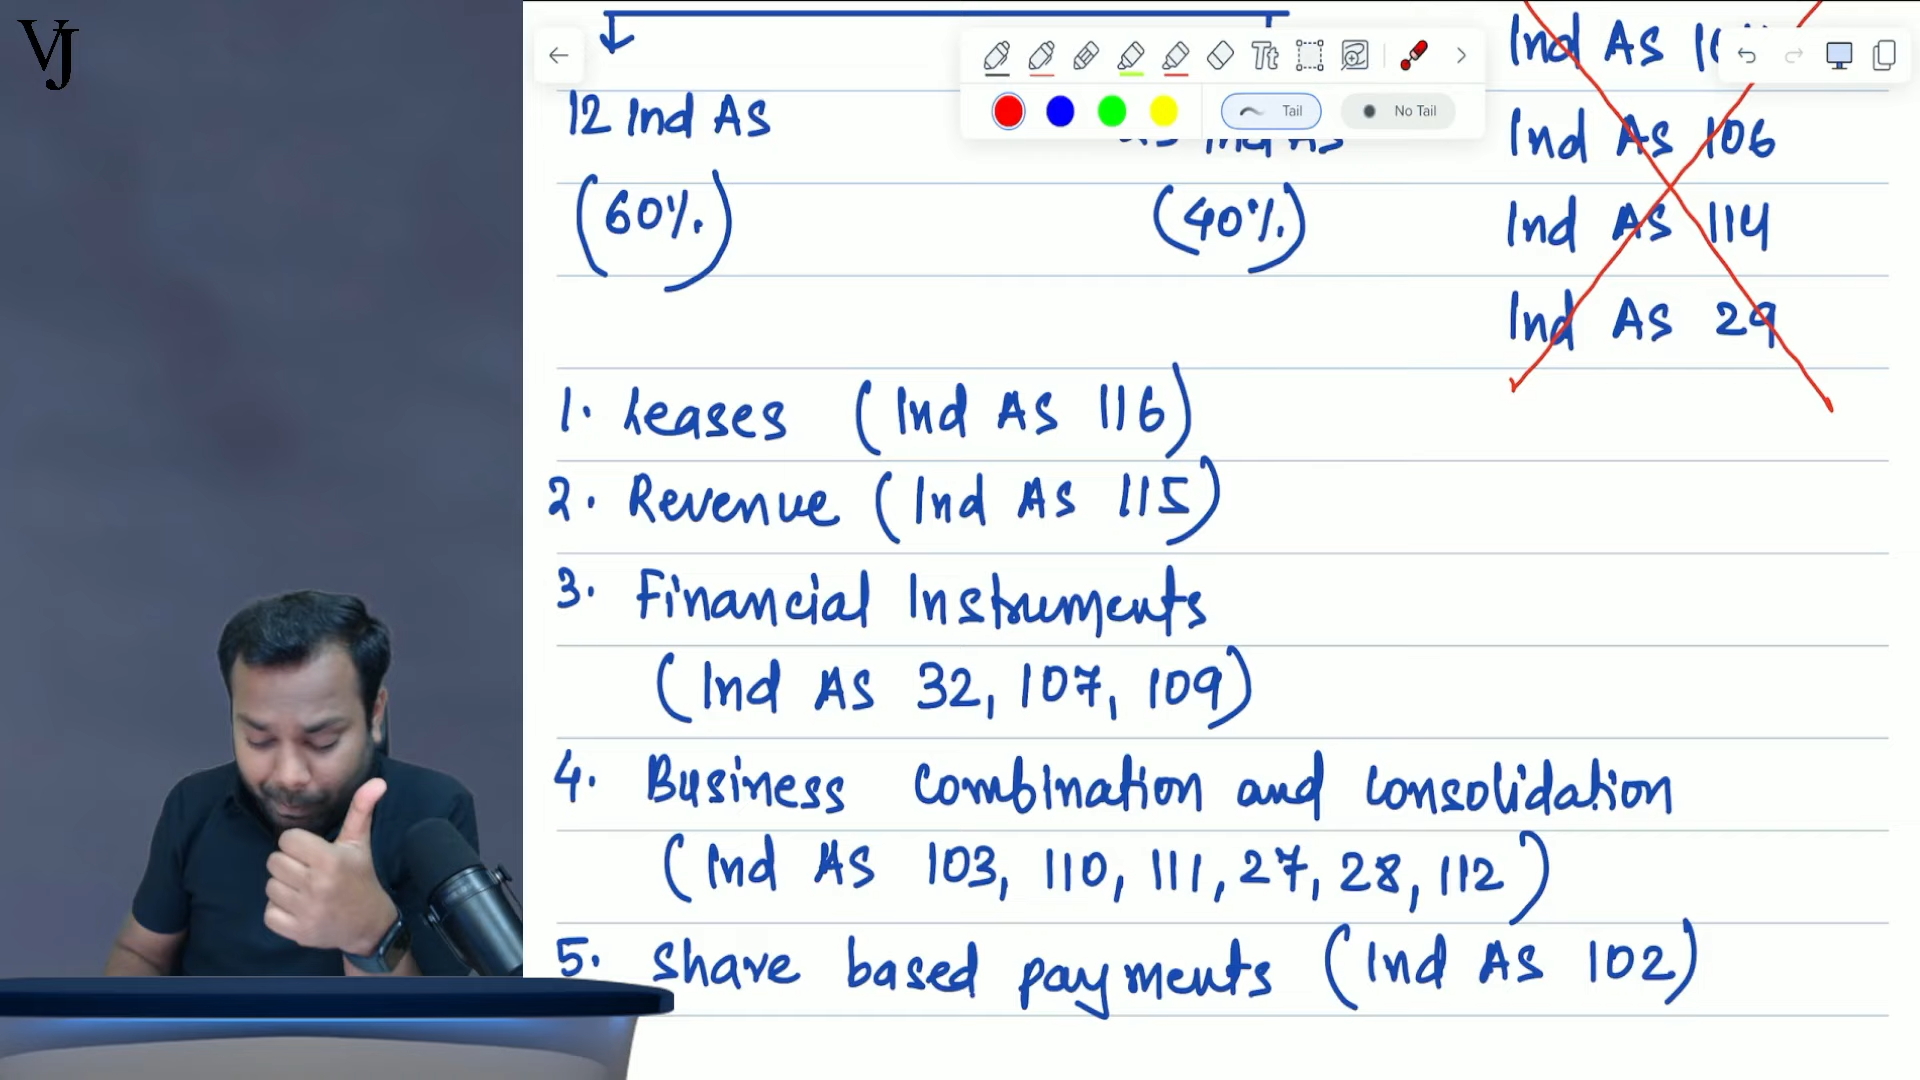 VJ
Ind As
Tt
Tail
No Tail
12 Ind As
Ind As
Ind As 106
(60%)
(40%)
Ind As 114
Ind As 29
1. Leases (Ind As 116)
2. Revenue (Ind As 115)
3. Financial Instruments
(Ind As 32, 107, 109)
4. Business Combination and consolidation
(Ind As 103, 110, 111, 27, 28, 112)
5. Share based payments (Ind As 102)